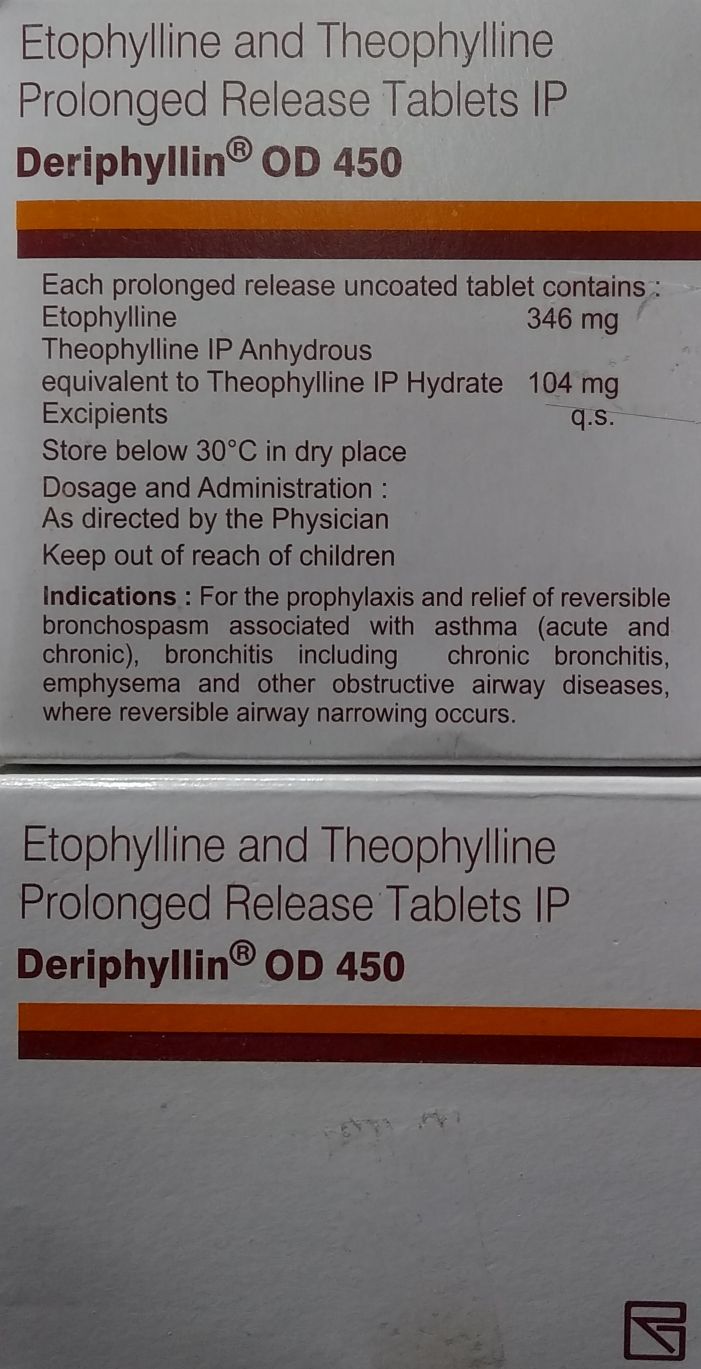 Etophylline and Theophylline
Prolonged Release Tablets IP
Deriphyllin® OD 450
Each prolonged release uncoated tablet contains :
Etophylline 346 mg
Theophylline IP Anhydrous
equivalent to Theophylline IP Hydrate 104 mg
Excipients q.s.
Store below 30°C in dry place
Dosage and Administration :
As directed by the Physician
Keep out of reach of children
Indications : For the prophylaxis and relief of reversible
bronchospasm associated with asthma (acute and
chronic), bronchitis including chronic bronchitis,
emphysema and other obstructive airway diseases,
where reversible airway narrowing occurs.
Etophylline and Theophylline
Prolonged Release Tablets IP
Deriphyllin® OD 450